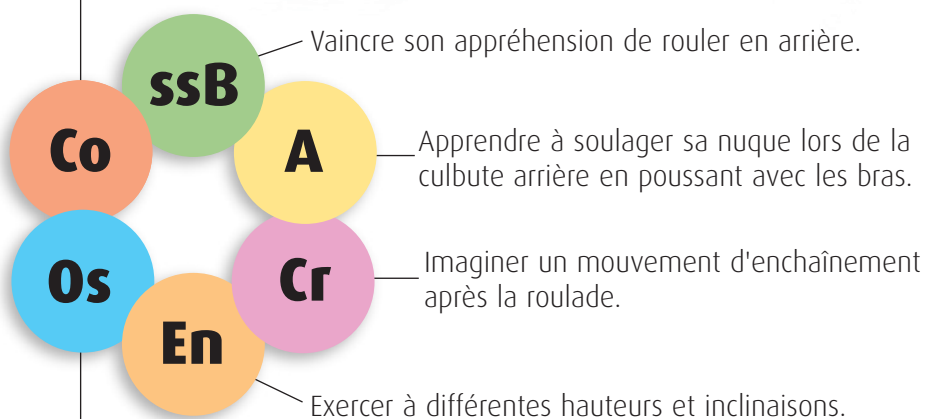 ssB
Vaincre son appréhension de rouler en arrière.
Co
A
Apprendre à soulager sa nuque lors de la
culbute arrière en poussant avec les bras.
Os
Cr
Imaginer un mouvement d'enchaînement
après la roulade.
En
Exercer à différentes hauteurs et inclinaisons.